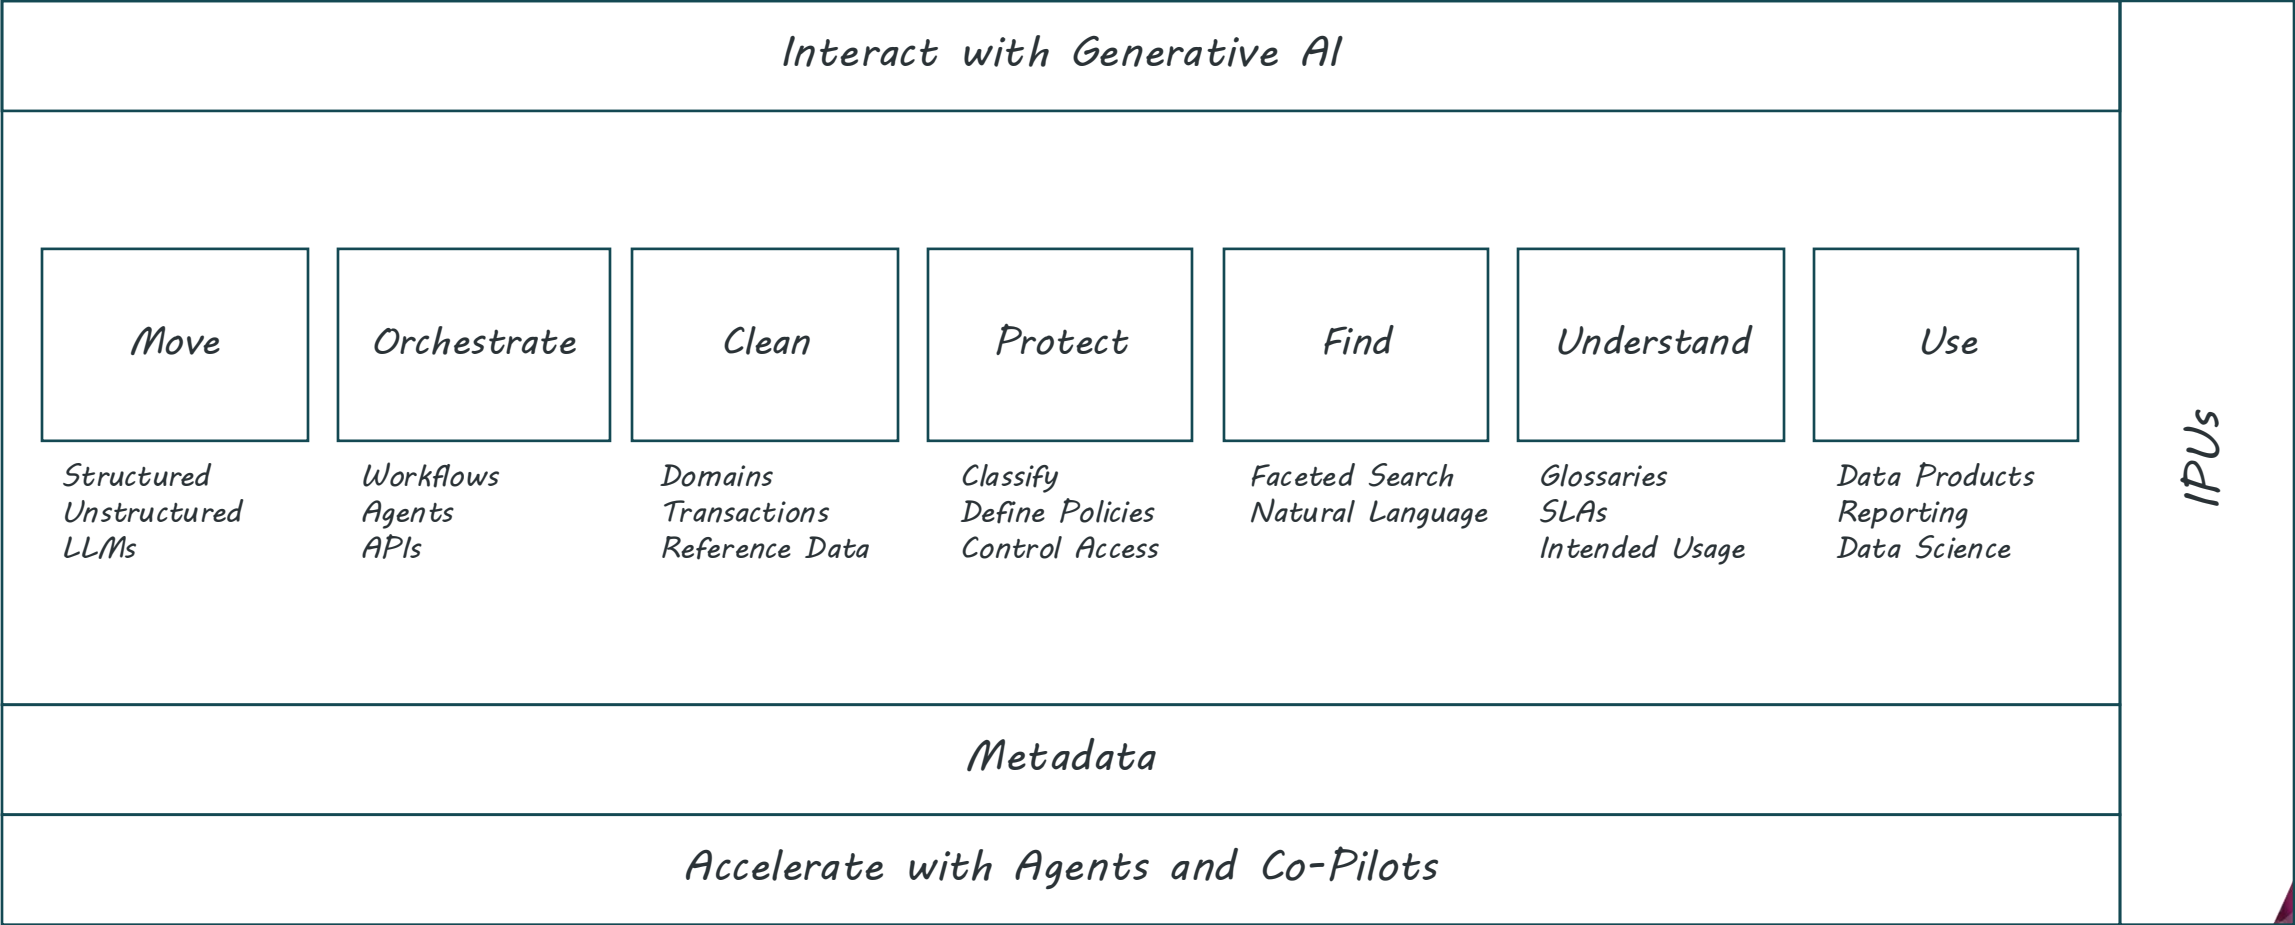 Interact with Generative AI
Move
Orchestrate
Clean
Protect
Find
Understand
Use
Structured
Unstructured
LLMs
Workflows
Agents
APIs
Domains
Transactions
Reference Data
Classify
Define Policies
Control Access
Faceted Search
Natural Language
Glossaries
SLAs
Intended Usage
Data Products
Reporting
Data Science
Metadata
Accelerate with Agents and Co-Pilots
IPUs